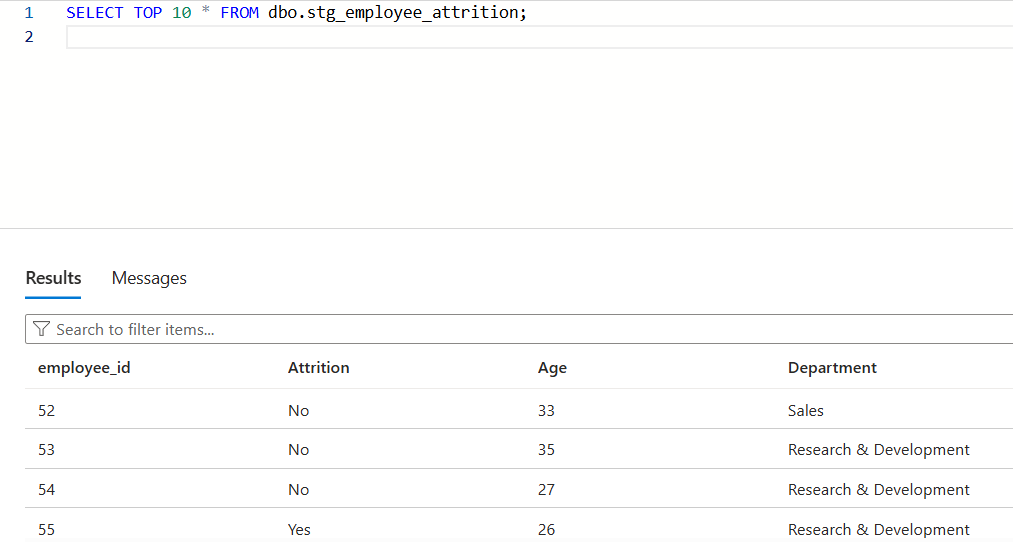 1 SELECT TOP 10 * FROM dbo.stg_employee_attrition;
2
Results Messages
Search to filter items...
employee_id Attrition Age Department
52 No 33 Sales
53 No 35 Research & Development
54 No 27 Research & Development
55 Yes 26 Research & Development